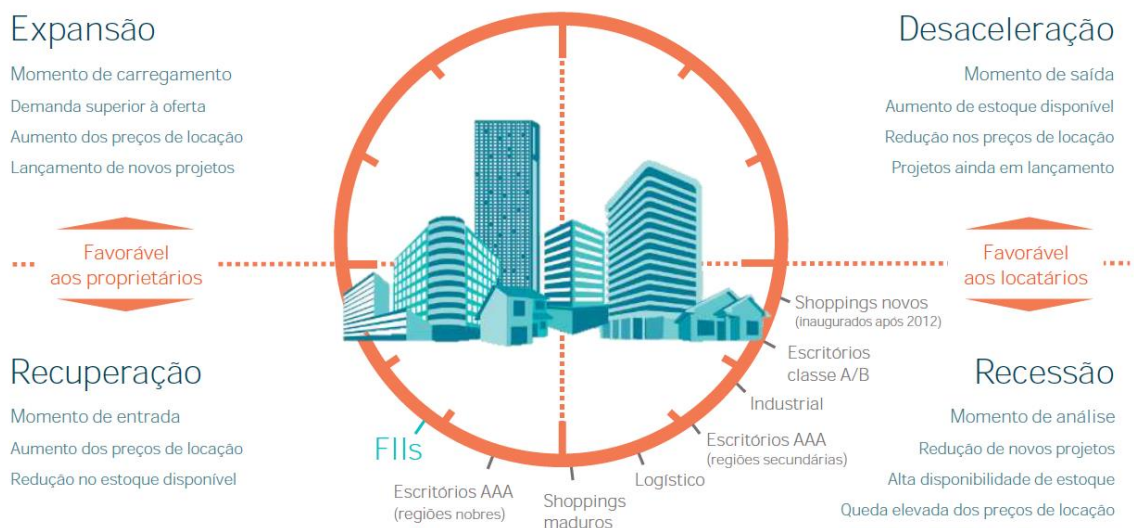 Expansão
Momento de carregamento
Demanda superior à oferta
Aumento dos preços de locação
Lançamento de novos projetos
Desaceleração
Momento de saída
Aumento de estoque disponível
Redução nos preços de locação
Projetos ainda em lançamento
Favorável
aos proprietários
Favorável
aos locatários
Recuperação
Momento de entrada
Aumento dos preços de locação
Redução no estoque disponível
FIIs
Escritórios AAA
(regiões nobres)
Shoppings
maduros
Logístico
Escritórios AAA
(regiões secundárias)
Industrial
Escritórios
classe A/B
Shoppings novos
(inaugurados após 2012)
Recessão
Momento de análise
Redução de novos projetos
Alta disponibilidade de estoque
Queda elevada dos preços de locação